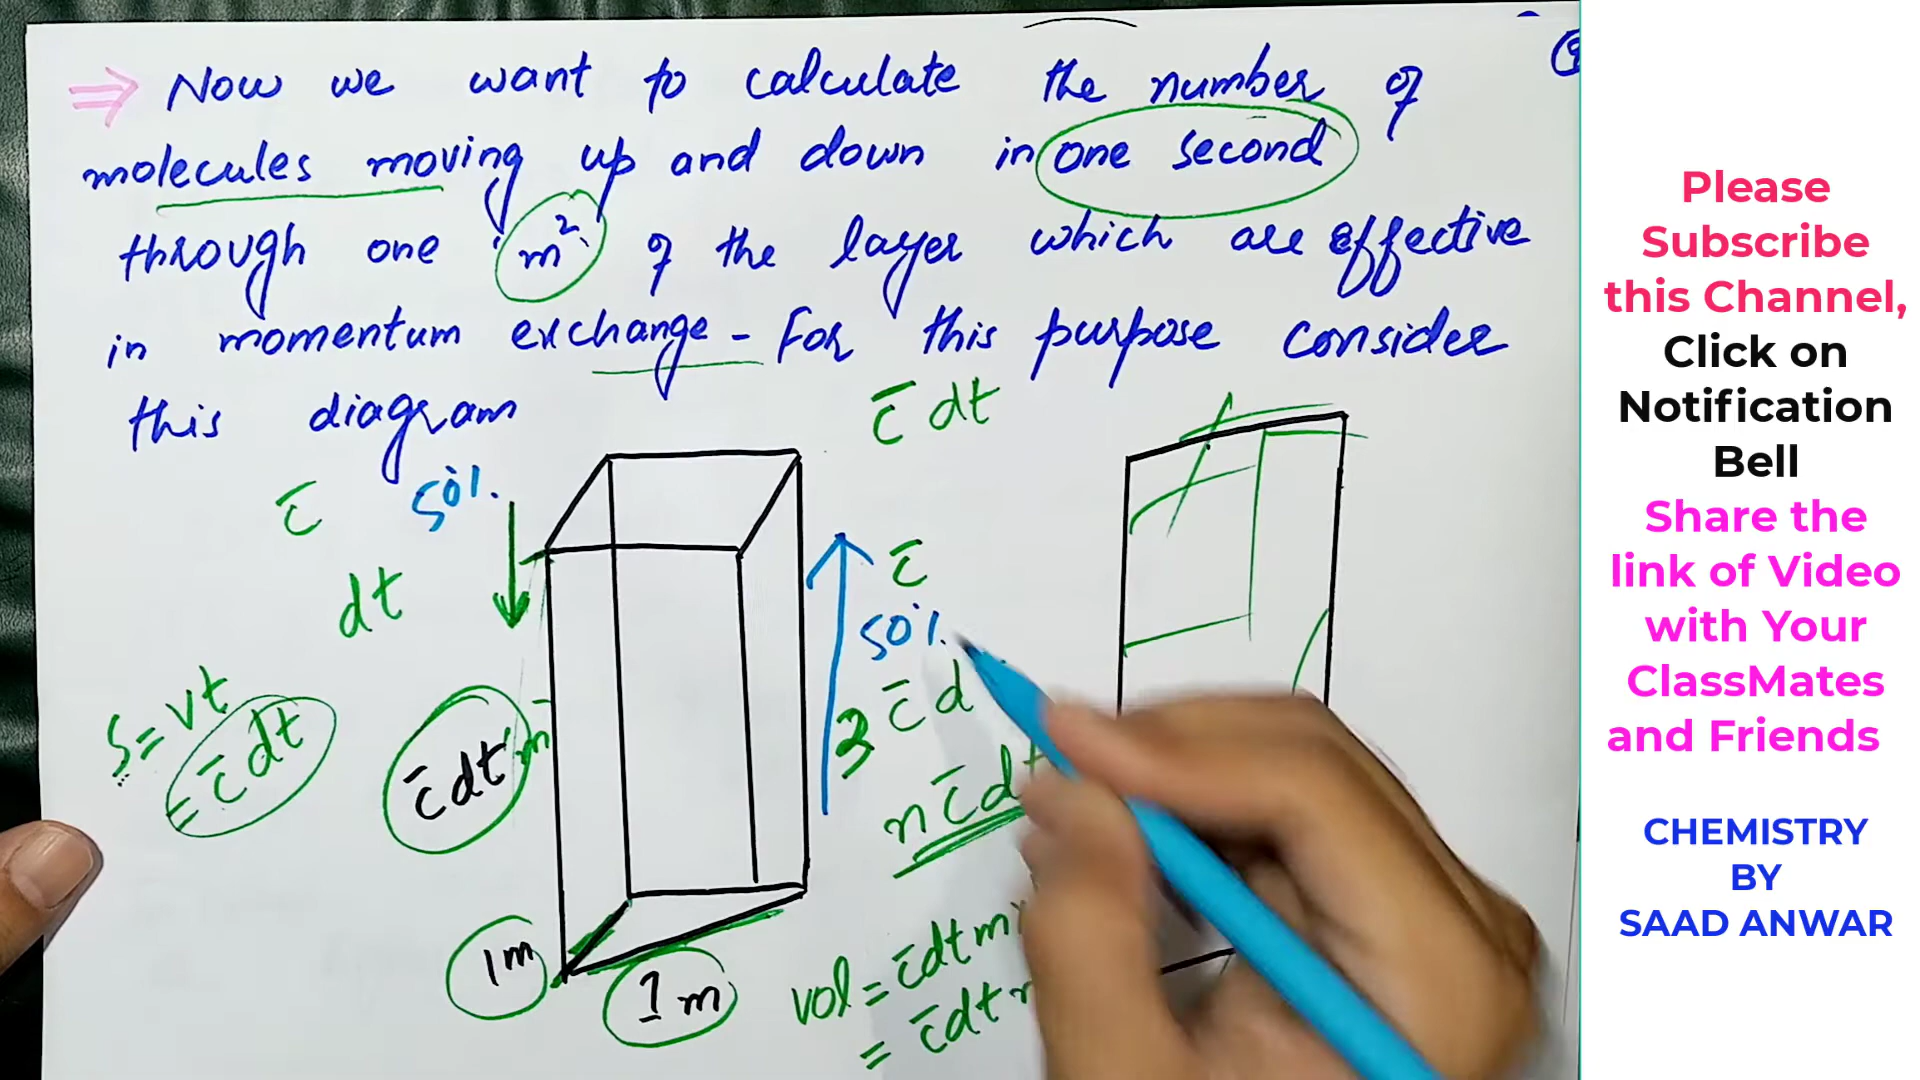 ⇒ Now we want to calculate the number of
molecules moving up and down in one second
through one m² of the layer which are effective
in momentum exchange - For this purpose consider
this diagram
c̄ dt
c̄ 50%
dt
c̄
50%
S = vt
= c̄dt
c̄dt m
3 c̄ d
n c̄ dt
1m
1m
vol = c̄dt m
= c̄dt
Please
Subscribe
this Channel,
Click on
Notification
Bell
Share the
link of Video
with Your
ClassMates
and Friends
CHEMISTRY
BY
SAAD ANWAR